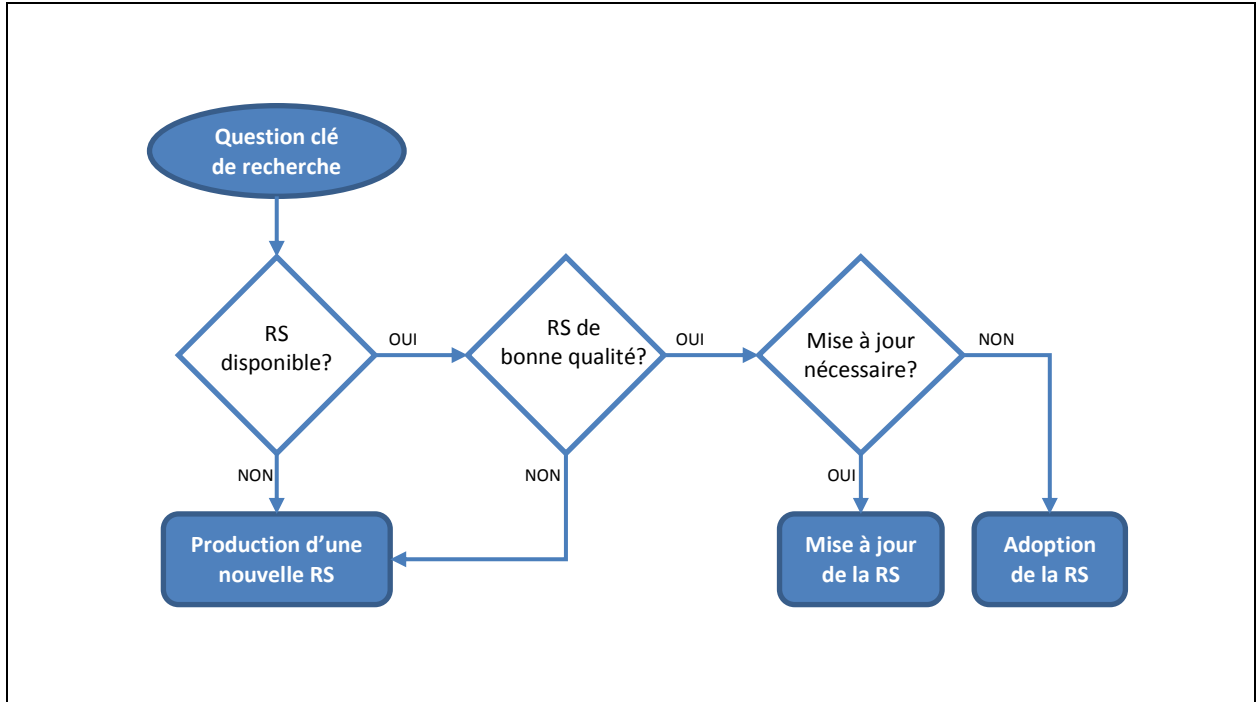 Question clé
de recherche
RS
disponible?
OUI
RS de
bonne qualité?
OUI
Mise à jour
nécessaire?
NON
NON
NON
OUI
Production d’une
nouvelle RS
Mise à jour
de la RS
Adoption
de la RS